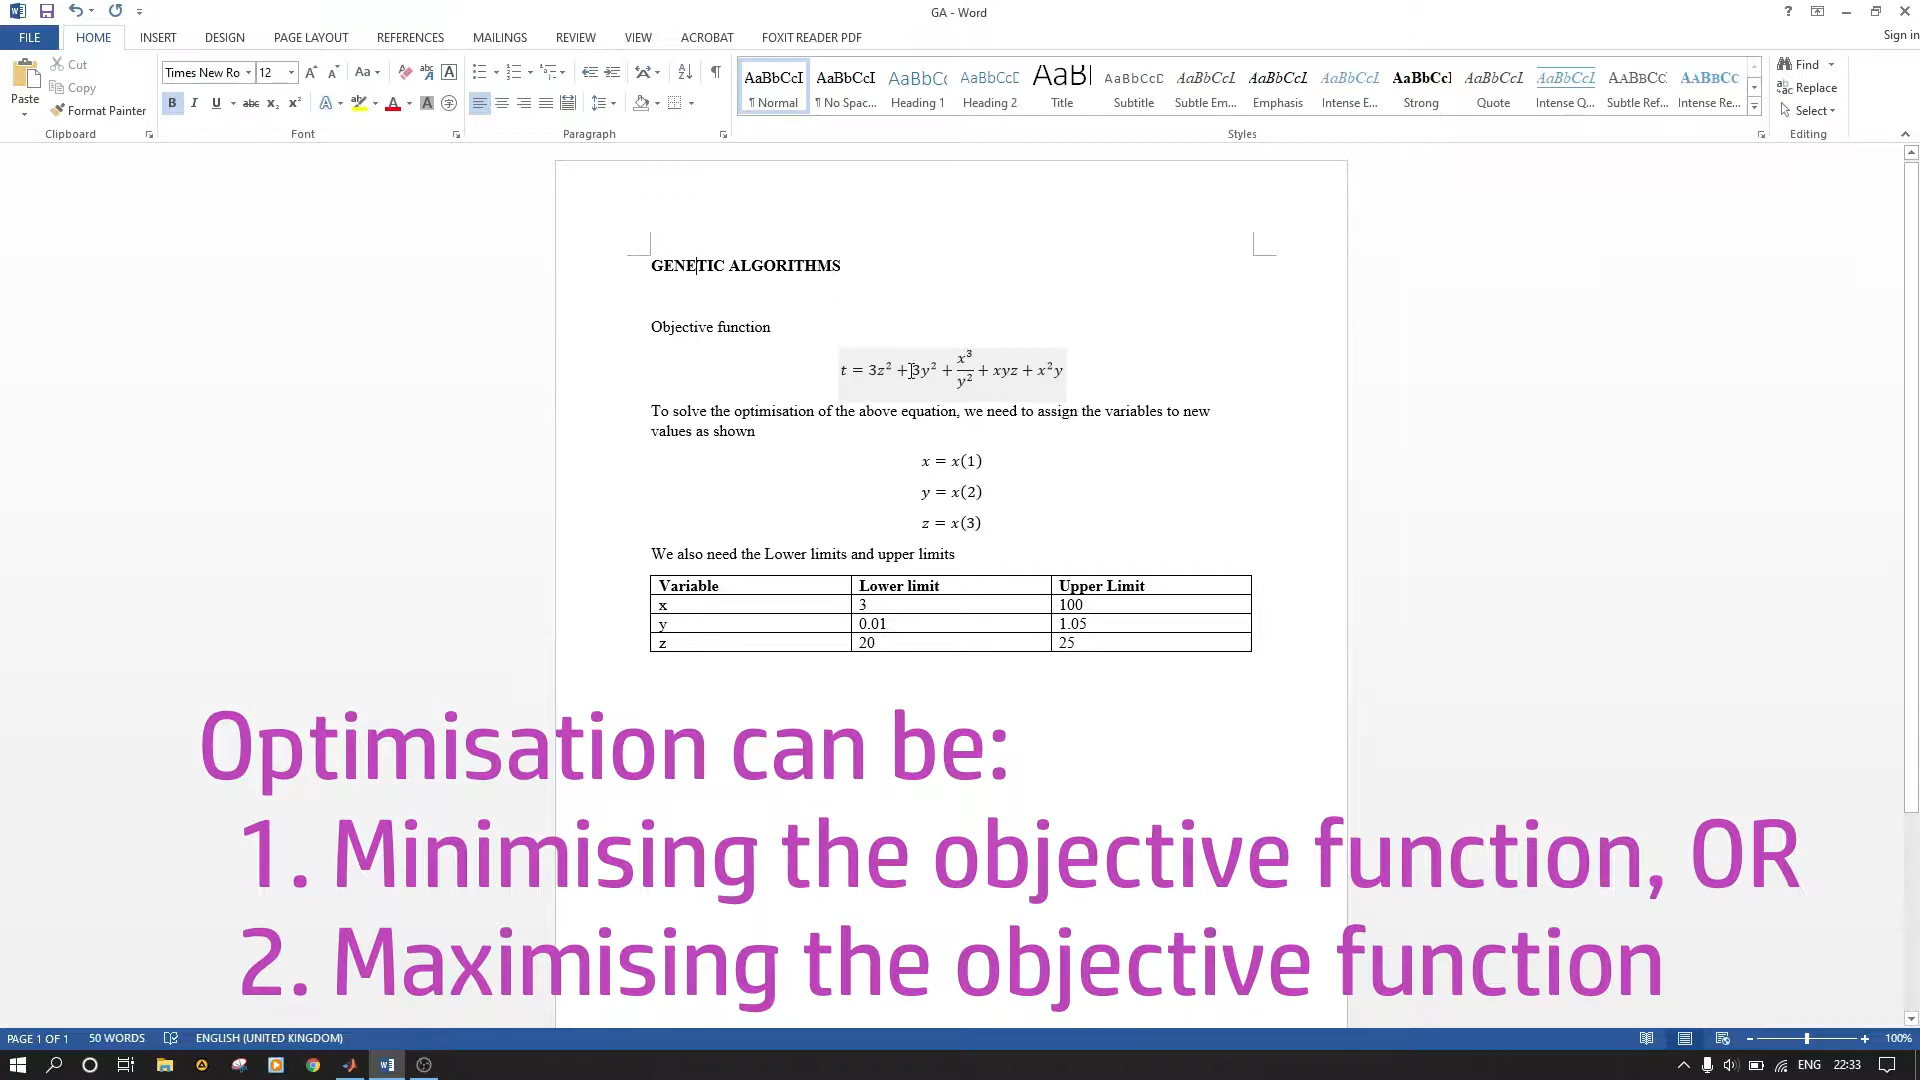 GA - Word
Sign in
FILE HOME INSERT DESIGN PAGE LAYOUT REFERENCES MAILINGS REVIEW VIEW ACROBAT FOXIT READER PDF
Paste
Cut
Copy
Format Painter
Clipboard
Times New Ro 12
Font
Paragraph
AaBbCcI AaBbCcI AaBbCc AaBbCcD AaBl AaBbCcD AaBbCcI AaBbCcI AaBbCcI AaBbCcI AaBbCcI AaBbCcI AABBCC AABBCC
¶ Normal ¶ No Spac... Heading 1 Heading 2 Title Subtitle Subtle Em... Emphasis Intense E... Strong Quote Intense Q... Subtle Ref... Intense Re...
Styles
Find
Replace
Select
Editing
GENETIC ALGORITHMS
Objective function
t = 3z² + 3y² + x³/y² + xyz + x²y
To solve the optimisation of the above equation, we need to assign the variables to new
values as shown
x = x(1)
y = x(2)
z = x(3)
We also need the Lower limits and upper limits
Variable Lower limit Upper Limit
x 3 100
y 0.01 1.05
z 20 25
Optimisation can be:
1. Minimising the objective function, OR
2. Maximising the objective function
PAGE 1 OF 1 50 WORDS ENGLISH (UNITED KINGDOM) 100%
ENG 22:33